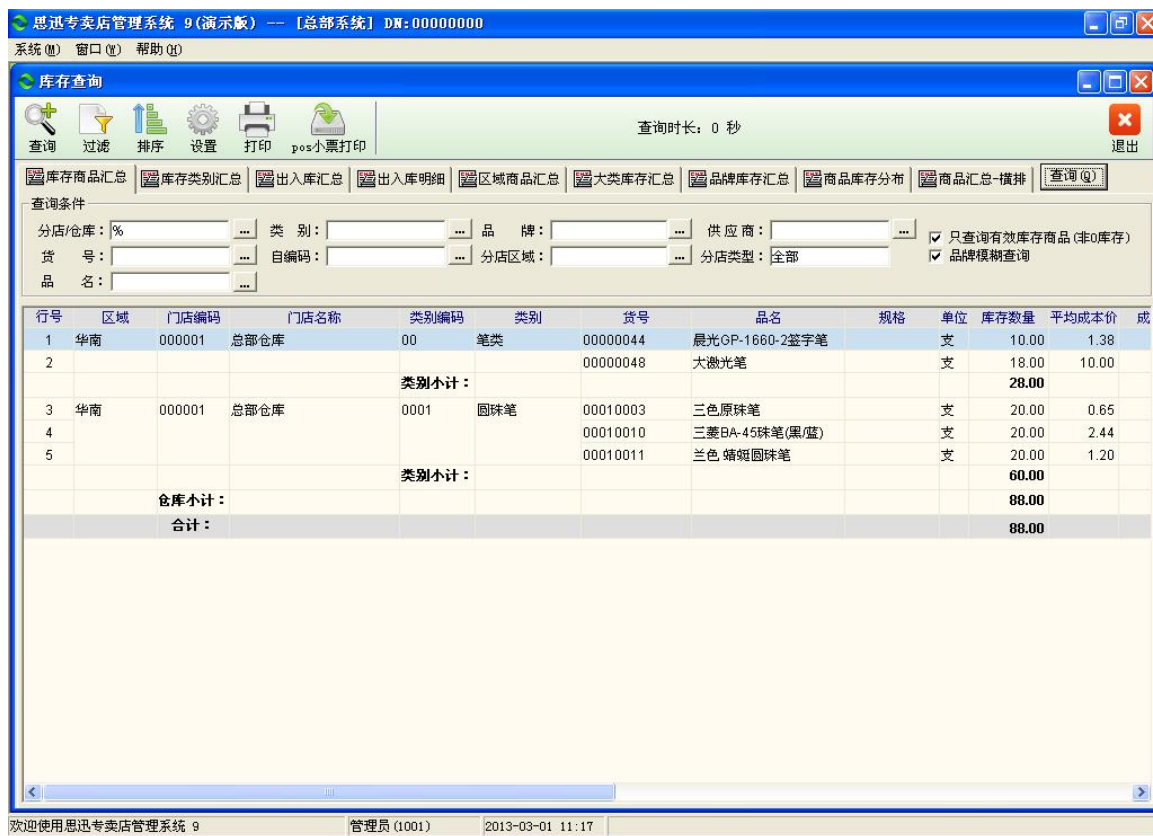 思迅专卖店管理系统 9(演示版) -- [总部系统] DN:00000000
系统(M) 窗口(W) 帮助(H)
库存查询
查询 过滤 排序 设置 打印 pos小票打印 查询时长: 0 秒 退出
库存商品汇总 库存类别汇总 出入库汇总 出入库明细 区域商品汇总 大类库存汇总 品牌库存汇总 商品库存分布 商品汇总-横排 查询(Q)
查询条件
分店/仓库: % ... 类 别: ... 品 牌: ... 供应商: ... 只查询有效库存商品(非0库存)
货 号: ... 自编码: ... 分店区域: ... 分店类型: 全部 品牌模糊查询
品 名: ...
行号 区域 门店编码 门店名称 类别编码 类别 货号 品名 规格 单位 库存数量 平均成本价 成
1 华南 000001 总部仓库 00 笔类 00000044 晨光GP-1660-2签字笔 支 10.00 1.38
2 00000048 大激光笔 支 18.00 10.00
类别小计: 28.00
3 华南 000001 总部仓库 0001 圆珠笔 00010003 三色原珠笔 支 20.00 0.65
4 00010010 三菱BA-45珠笔(黑/蓝) 支 20.00 2.44
5 00010011 兰色 蜻蜓圆珠笔 支 20.00 1.20
类别小计: 60.00
仓库小计: 88.00
合计: 88.00
欢迎使用思迅专卖店管理系统 9 管理员(1001) 2013-03-01 11:17